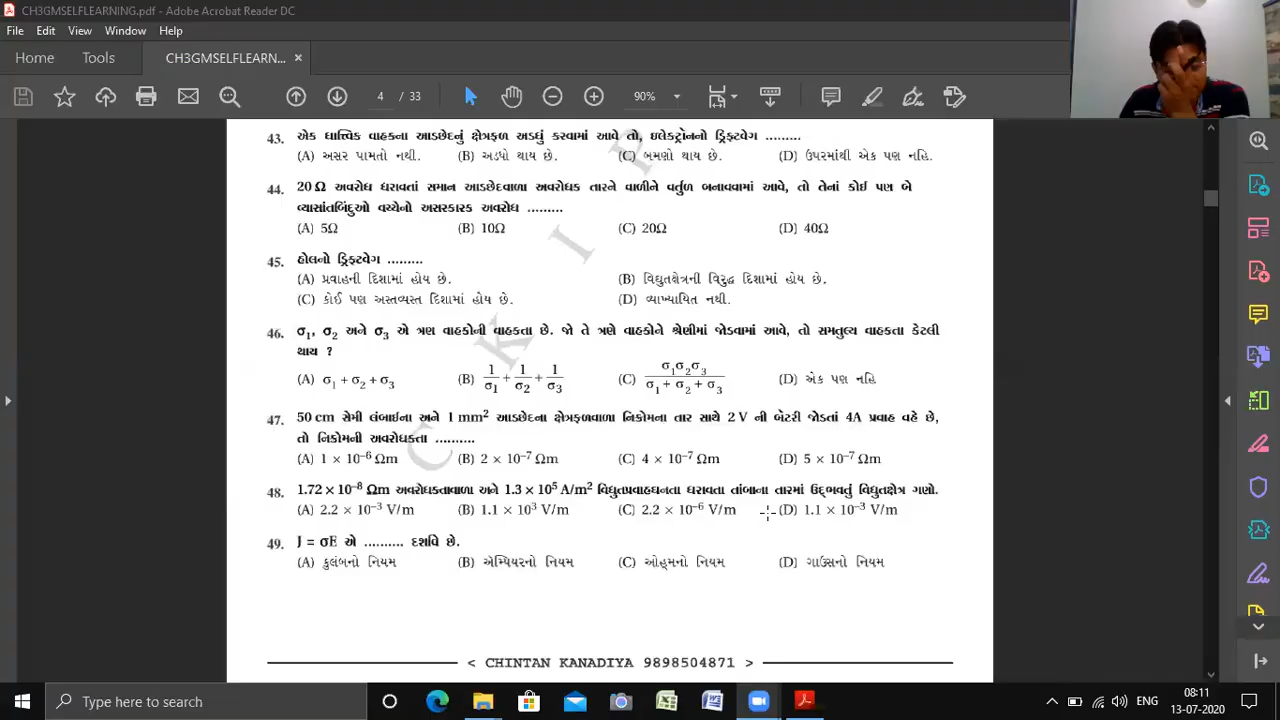 CH3GMSELFLEARNING.pdf - Adobe Acrobat Reader DC
File Edit View Window Help
Home Tools CH3GMSELFLEARN... ×
4 / 33 90%
43. એક ધાત્ત્વિક વાહકના આડછેદનું ક્ષેત્રફળ અડધું કરવામાં આવે તો, ઇલેક્ટ્રોનનો ડ્રિફ્ટવેગ .........
(A) અસર પામતો નથી. (B) અડધો થાય છે. (C) બમણો થાય છે. (D) ઉપરમાંથી એક પણ નહિ.
44. 20 Ω અવરોધ ધરાવતાં સમાન આડછેદવાળા અવરોધક તારને વાળીને વર્તુળ બનાવવામાં આવે, તો તેનાં કોઈ પણ બે
વ્યાસાંતબિંદુઓ વચ્ચેનો અસરકારક અવરોધ .........
(A) 5Ω (B) 10Ω (C) 20Ω (D) 40Ω
45. હોલનો ડ્રિફ્ટવેગ .........
(A) પ્રવાહની દિશામાં હોય છે. (B) વિદ્યુતક્ષેત્રની વિરુદ્ધ દિશામાં હોય છે.
(C) કોઈ પણ અસ્તવ્યસ્ત દિશામાં હોય છે. (D) વ્યાખ્યાયિત નથી.
46. σ₁, σ₂ અને σ₃ એ ત્રણ વાહકોની વાહકતા છે. જો તે ત્રણે વાહકોને શ્રેણીમાં જોડવામાં આવે, તો સમતુલ્ય વાહકતા કેટલી
થાય ?
(A) σ₁ + σ₂ + σ₃ (B) 1/σ₁ + 1/σ₂ + 1/σ₃ (C) σ₁σ₂σ₃/(σ₁ + σ₂ + σ₃) (D) એક પણ નહિ
47. 50 cm સેમી લંબાઈના અને 1 mm² આડછેદના ક્ષેત્રફળવાળા નિકોમના તાર સાથે 2 V ની બેટરી જોડતાં 4A પ્રવાહ વહે છે,
તો નિકોમની અવરોધકતા ..........
(A) 1 × 10⁻⁶ Ωm (B) 2 × 10⁻⁷ Ωm (C) 4 × 10⁻⁷ Ωm (D) 5 × 10⁻⁷ Ωm
48. 1.72 × 10⁻⁸ Ωm અવરોધકતાવાળા અને 1.3 × 10⁵ A/m² વિદ્યુતપ્રવાહઘનતા ધરાવતા તાંબાના તારમાં ઉદ્ભવતું વિદ્યુતક્ષેત્ર ગણો.
(A) 2.2 × 10⁻³ V/m (B) 1.1 × 10³ V/m (C) 2.2 × 10⁻⁶ V/m (D) 1.1 × 10⁻³ V/m
49. J = σE એ .......... દર્શાવે છે.
(A) કુલંબનો નિયમ (B) ઍમ્પિયરનો નિયમ (C) ઓહ્મનો નિયમ (D) ગાઉસનો નિયમ
C K I P
< CHINTAN KANADIYA 9898504871 >
Type here to search
ENG
08:11
13-07-2020